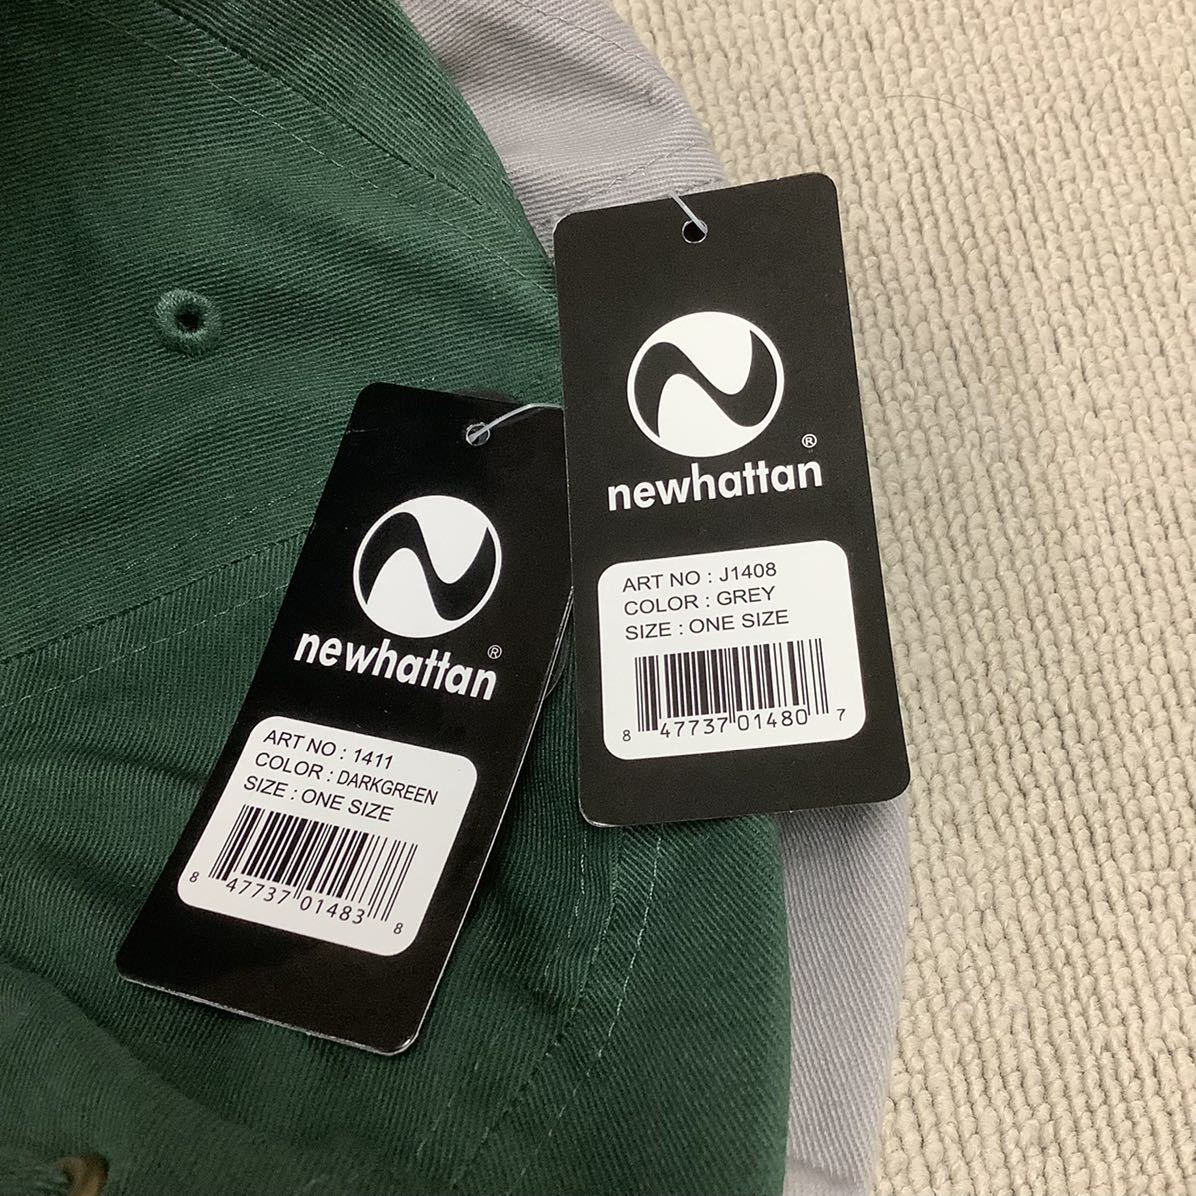 newhattan ®
ART NO : 1411
COLOR : DARKGREEN
SIZE : ONE SIZE
8 47737 01483 8
newhattan ®
ART NO : J1408
COLOR : GREY
SIZE : ONE SIZE
8 47737 01480 7